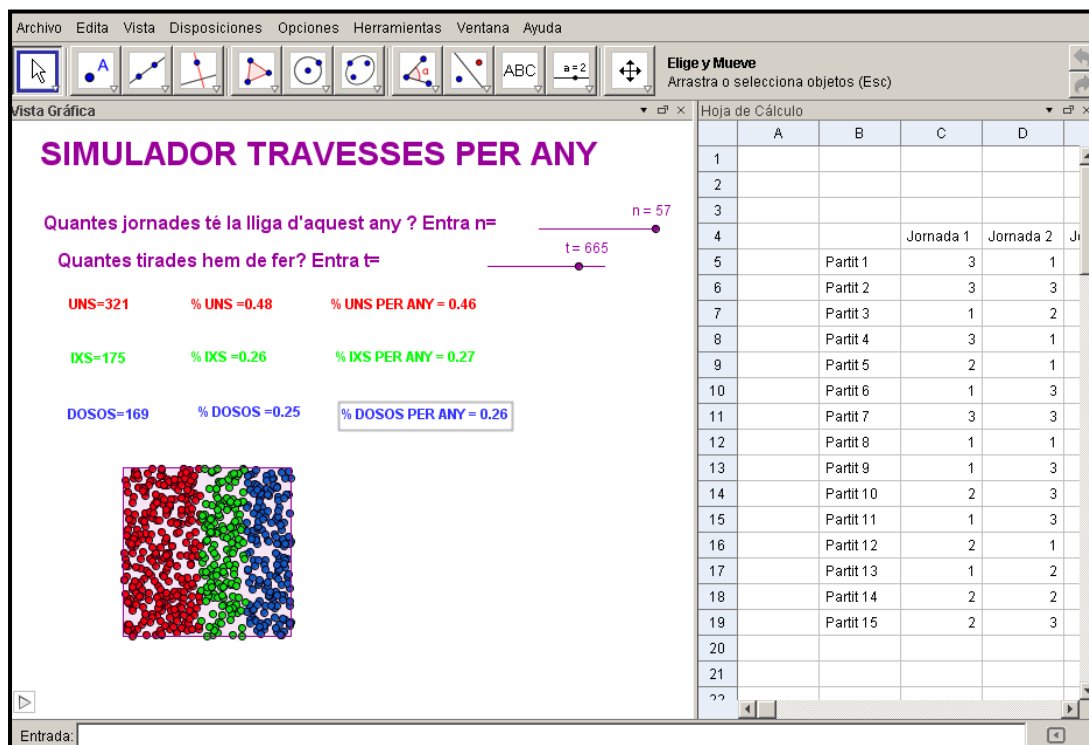 Archivo Edita Vista Disposiciones Opciones Herramientas Ventana Ayuda
A
α
ABC
a=2
Elige y Mueve
Arrastra o selecciona objetos (Esc)
Vista Gráfica
Hoja de Cálculo
SIMULADOR TRAVESSES PER ANY
Quantes jornades té la lliga d'aquest any ? Entra n=
n = 57
Quantes tirades hem de fer? Entra t=
t = 665
UNS=321 % UNS =0.48 % UNS PER ANY = 0.46
IXS=175 % IXS =0.26 % IXS PER ANY = 0.27
DOSOS=169 % DOSOS =0.25 % DOSOS PER ANY = 0.26
A B C D
1
2
3
4 Jornada 1 Jornada 2
5 Partit 1 3 1
6 Partit 2 3 3
7 Partit 3 1 2
8 Partit 4 3 1
9 Partit 5 2 1
10 Partit 6 1 3
11 Partit 7 3 3
12 Partit 8 1 1
13 Partit 9 1 3
14 Partit 10 2 3
15 Partit 11 1 3
16 Partit 12 2 1
17 Partit 13 1 2
18 Partit 14 2 2
19 Partit 15 2 3
20
21
22
Entrada: